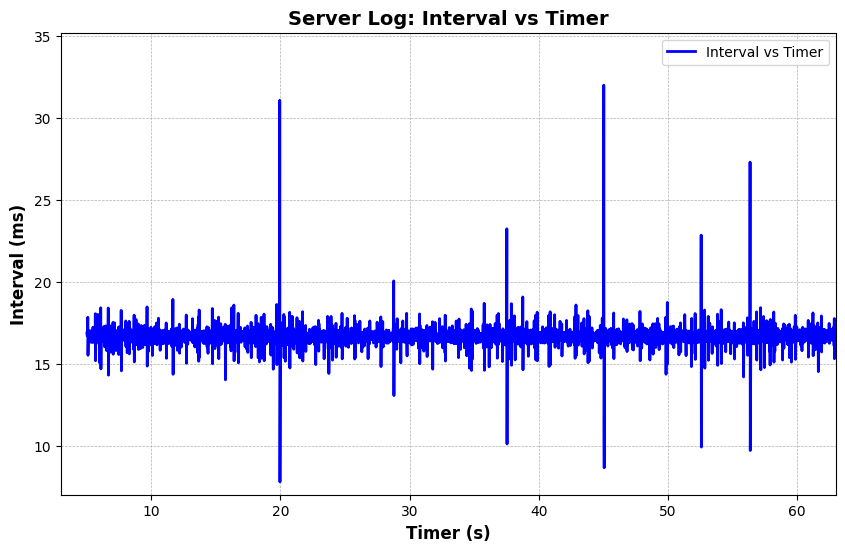 Server Log: Interval vs Timer
Interval vs Timer
35
30
25
20
15
10
Interval (ms)
10 20 30 40 50 60
Timer (s)